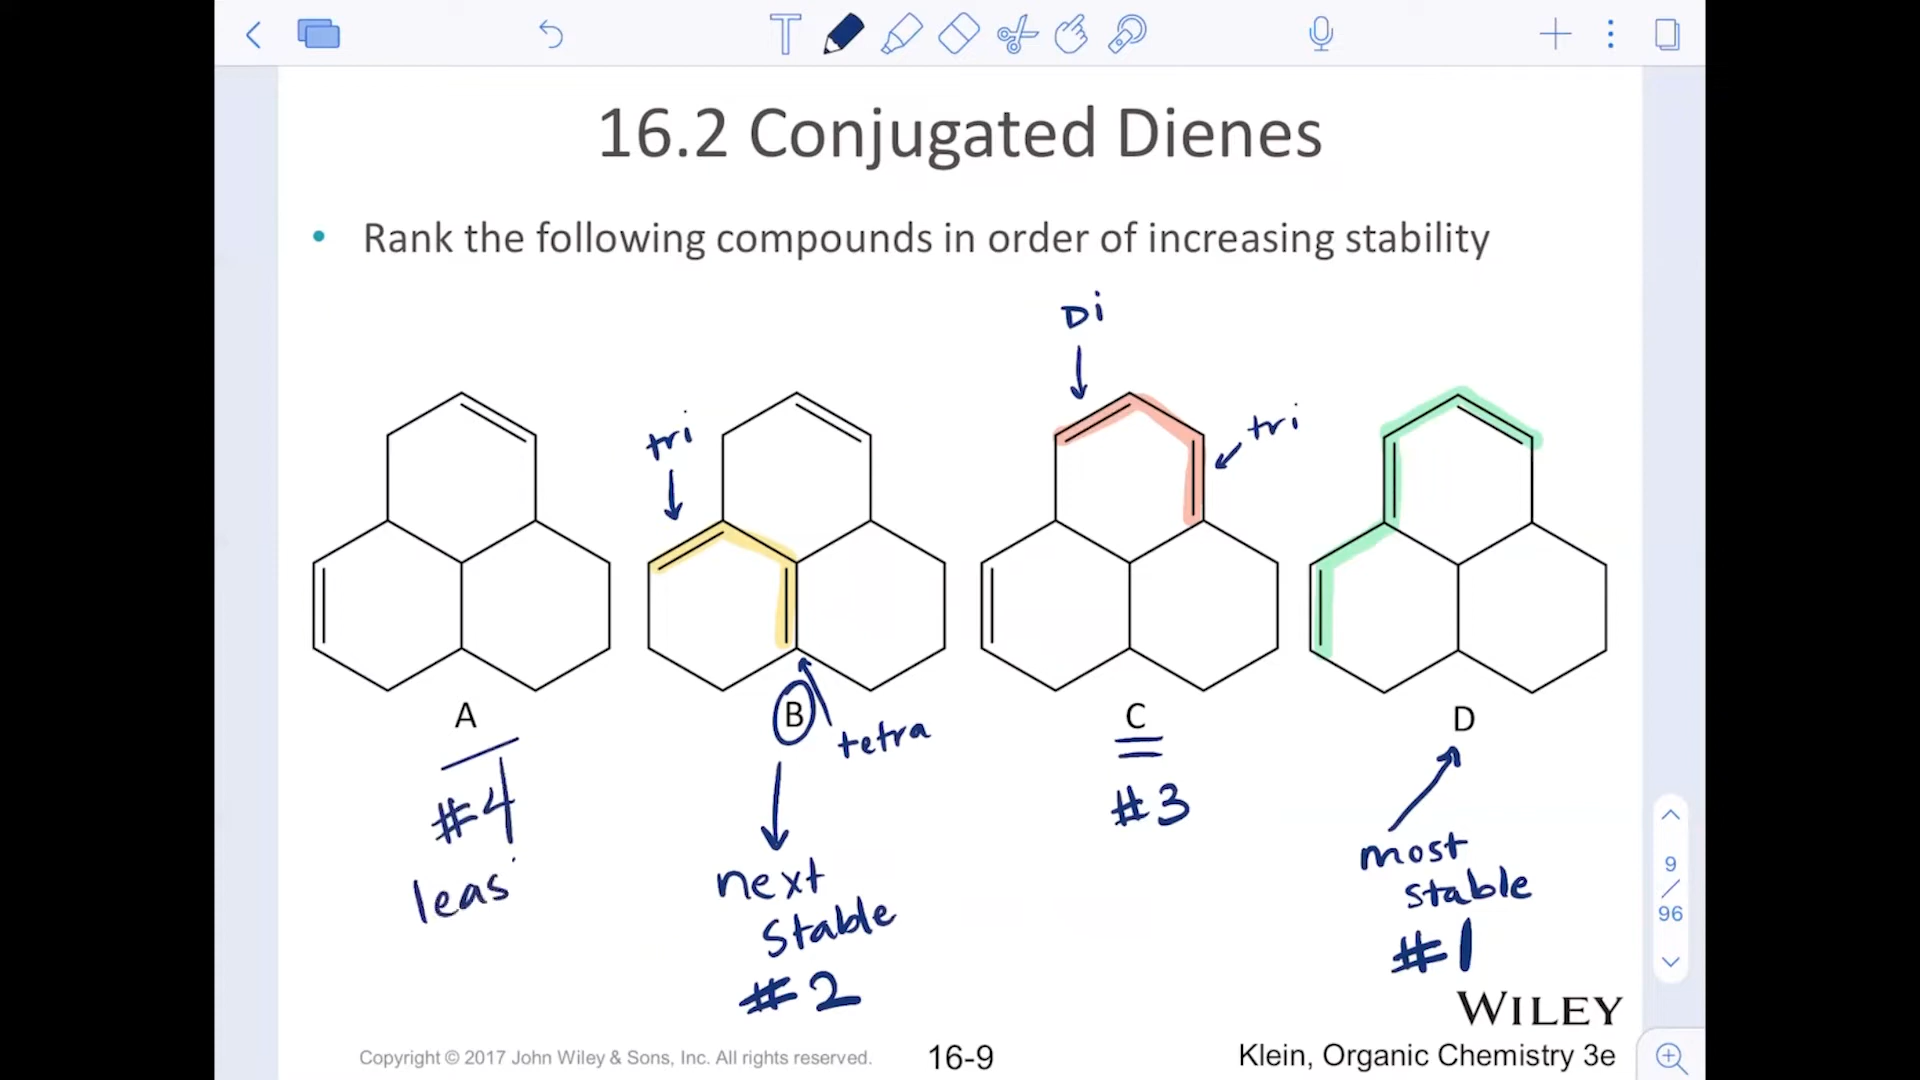 T
16.2 Conjugated Dienes
• Rank the following compounds in order of increasing stability
Di
tri
tri
A
B
C
D
tetra
#4
leas
next
stable
#2
#3
most
stable
#1
9
96
WILEY
Copyright © 2017 John Wiley & Sons, Inc. All rights reserved.
16-9
Klein, Organic Chemistry 3e